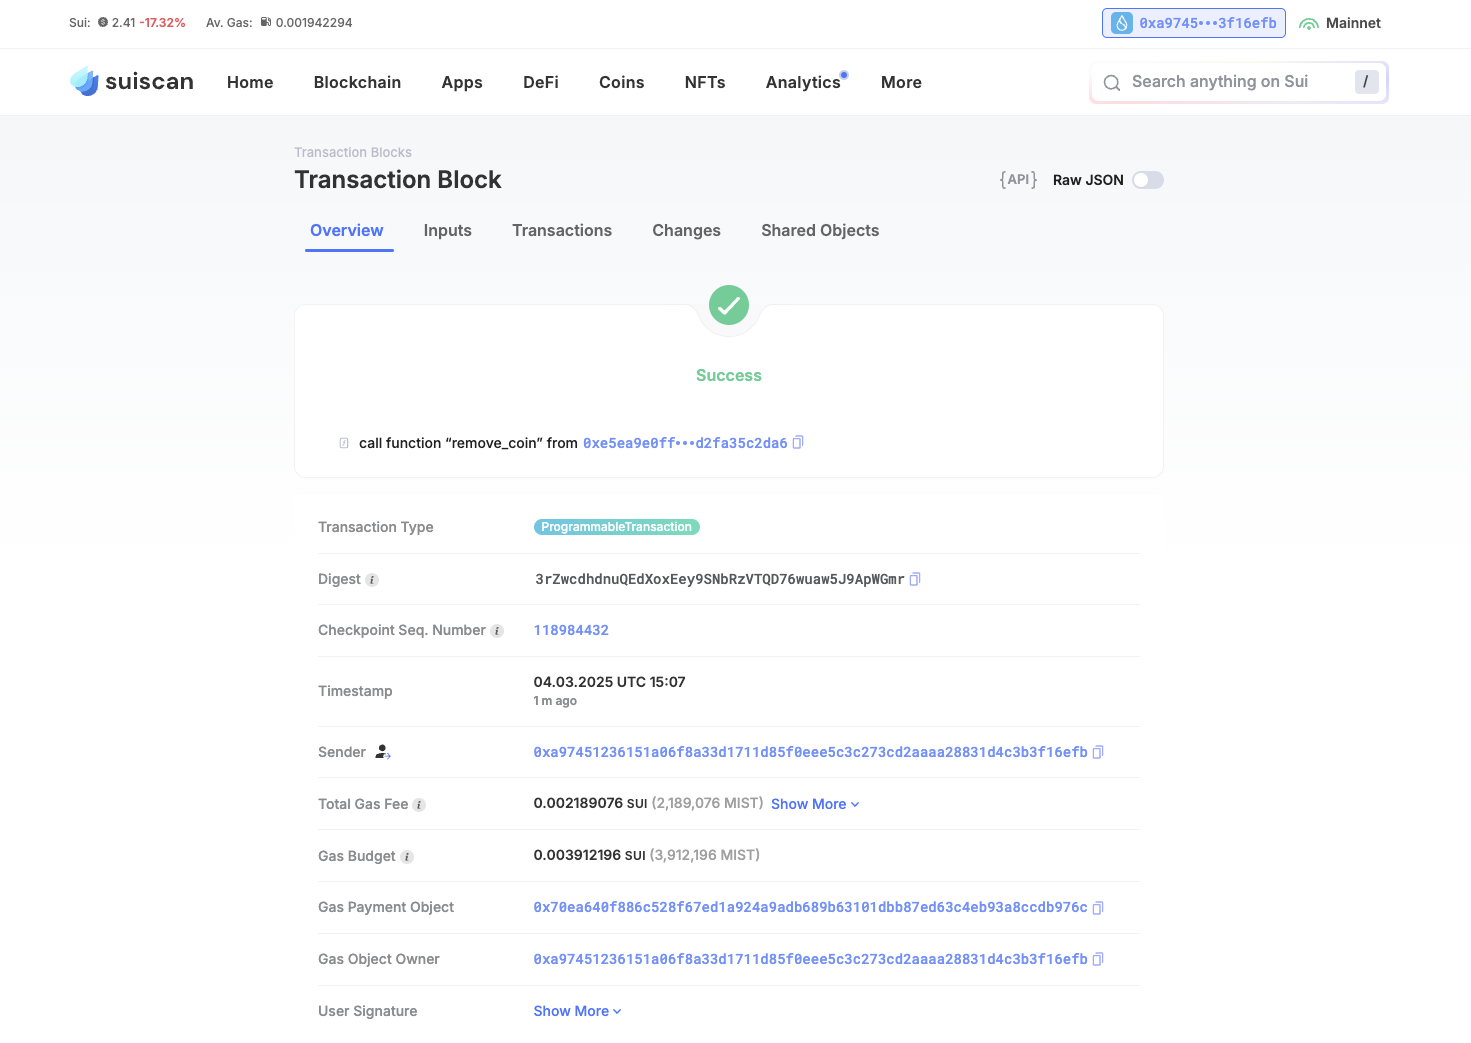 Sui: 2.41 -17.32% Av. Gas: 0.001942294 0xa9745•••3f16efb Mainnet
suiscan Home Blockchain Apps DeFi Coins NFTs Analytics More Search anything on Sui /
Transaction Blocks
Transaction Block {API} Raw JSON
Overview Inputs Transactions Changes Shared Objects
Success
call function “remove_coin” from 0xe5ea9e0ff•••d2fa35c2da6
Transaction Type ProgrammableTransaction
Digest i 3rZwcdhdnuQEdXoxEey9SNbRzVTQD76wuaw5J9ApWGmr
Checkpoint Seq. Number i 118984432
Timestamp 04.03.2025 UTC 15:07
1 m ago
Sender 0xa97451236151a06f8a33d1711d85f0eee5c3c273cd2aaaa28831d4c3b3f16efb
Total Gas Fee i 0.002189076 SUI (2,189,076 MIST) Show More
Gas Budget i 0.003912196 SUI (3,912,196 MIST)
Gas Payment Object 0x70ea640f886c528f67ed1a924a9adb689b63101dbb87ed63c4eb93a8ccdb976c
Gas Object Owner 0xa97451236151a06f8a33d1711d85f0eee5c3c273cd2aaaa28831d4c3b3f16efb
User Signature Show More